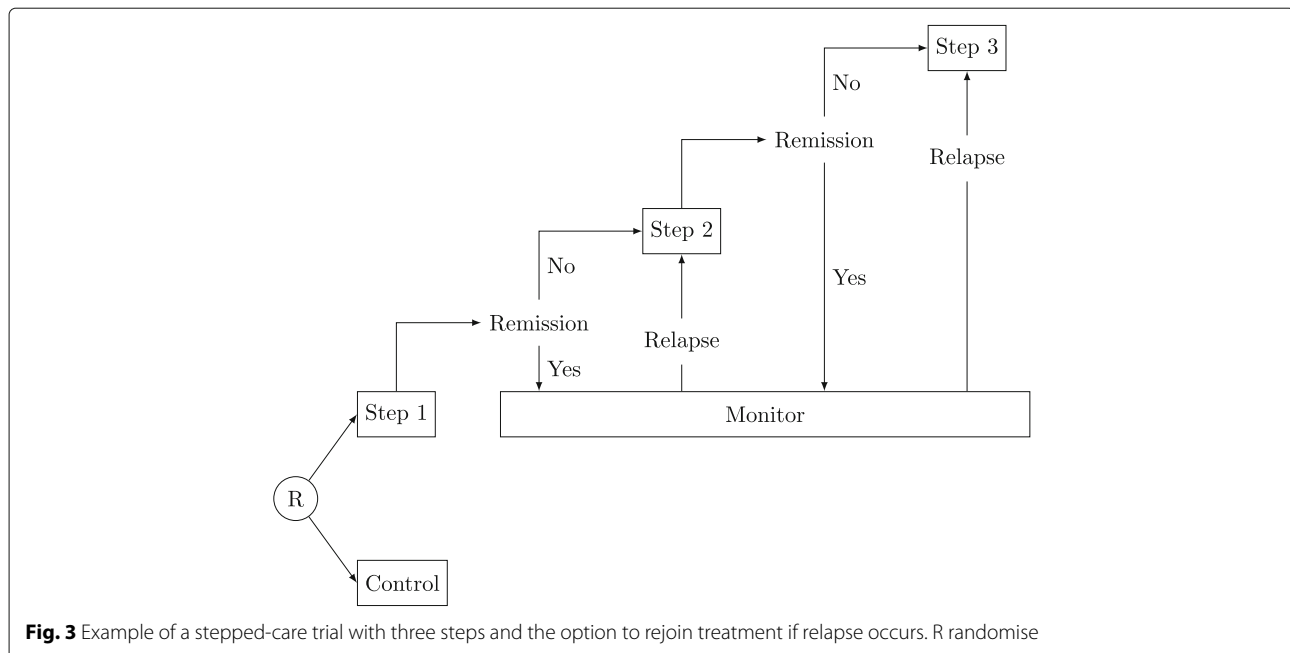 Step 3
No
Remission
Relapse
Step 2
No
Yes
Remission
Relapse
Yes
Step 1
Monitor
R
Control
Fig. 3 Example of a stepped-care trial with three steps and the option to rejoin treatment if relapse occurs. R randomise